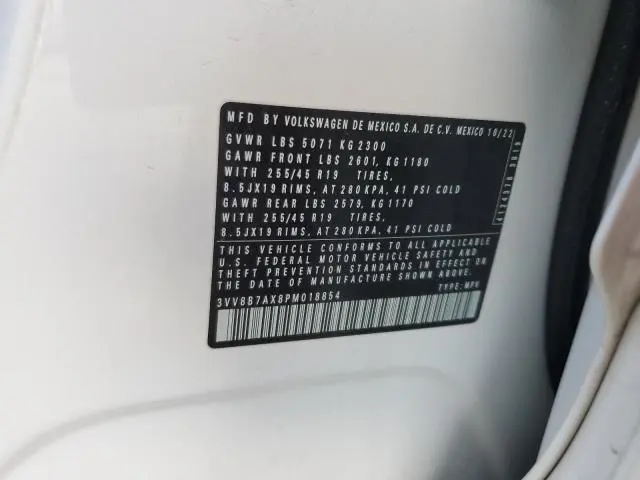 MFD BY VOLKSWAGEN DE MEXICO S.A. DE C.V. MEXICO 10/22
GVWR LBS 5071 KG 2300
GAWR FRONT LBS 2601, KG 1180
WITH 255/45 R19 TIRES,
8.5JX19 RIMS, AT 280 KPA, 41 PSI COLD
GAWR REAR LBS 2579, KG 1170
WITH 255/45 R19 TIRES,
8.5JX19 RIMS, AT 280 KPA, 41 PSI COLD
THIS VEHICLE CONFORMS TO ALL APPLICABLE
U.S. FEDERAL MOTOR VEHICLE SAFETY AND
THEFT PREVENTION STANDARDS IN EFFECT ON
THE DATE OF MANUFACTURE SHOWN ABOVE.
3VV8B7AX8PM018854 TYPE: MPV